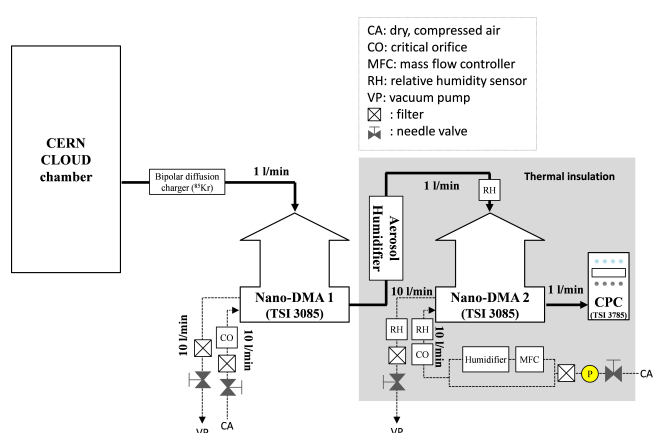 CA: dry, compressed air
CO: critical orifice
MFC: mass flow controller
RH: relative humidity sensor
VP: vacuum pump
: filter
: needle valve
CERN
CLOUD
chamber
Bipolar diffusion
charger (⁸⁵Kr)
1 l/min
Thermal insulation
1 l/min
RH
Aerosol
Humidifier
Nano-DMA 1
(TSI 3085)
10 l/min
Nano-DMA 2
(TSI 3085)
1 l/min
CPC
(TSI 3785)
10 l/min
CO
10 l/min
RH
RH
10 l/min
CO
Humidifier
MFC
P
CA
VP
CA
VP